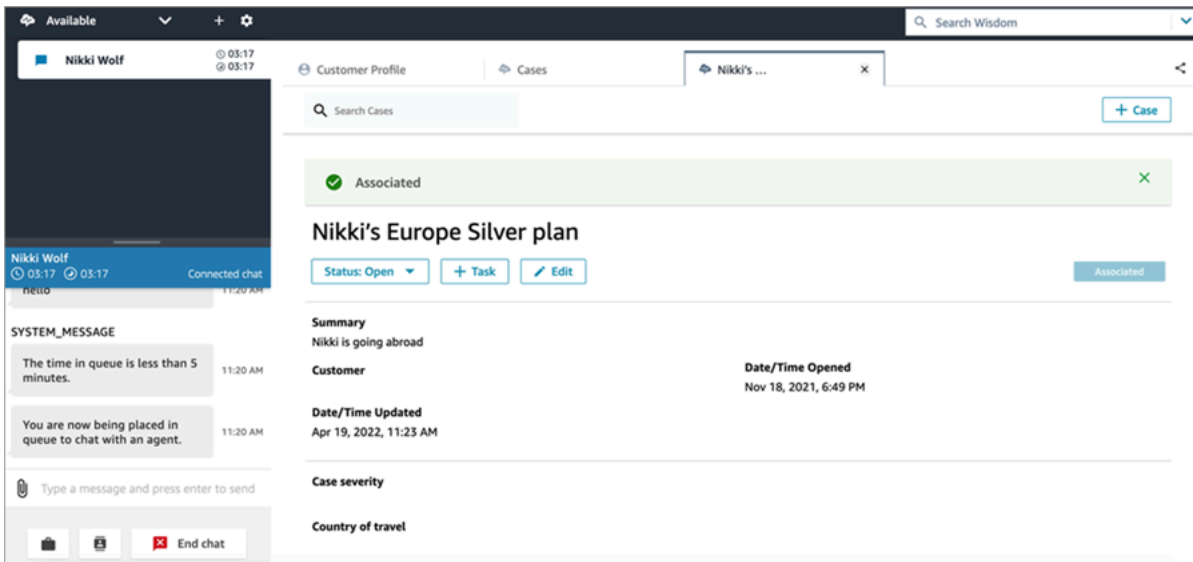 Available
Search Wisdom
Nikki Wolf
03:17
03:17
Customer Profile
Cases
Nikki's ...
Search Cases
+ Case
Associated
Nikki's Europe Silver plan
Status: Open
+ Task
Edit
Associated
Nikki Wolf
03:17 03:17
Connected chat
hello
11:20 AM
SYSTEM_MESSAGE
The time in queue is less than 5
minutes.
11:20 AM
You are now being placed in
queue to chat with an agent.
11:20 AM
Type a message and press enter to send
End chat
Summary
Nikki is going abroad
Customer
Date/Time Opened
Nov 18, 2021, 6:49 PM
Date/Time Updated
Apr 19, 2022, 11:23 AM
Case severity
Country of travel